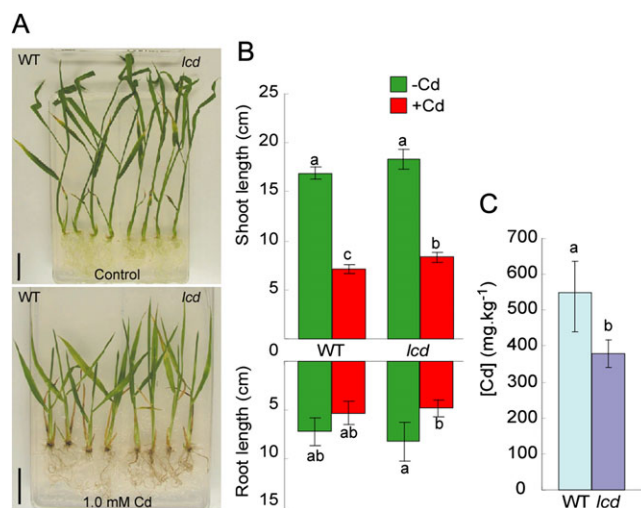 A
WT lcd
Control
WT lcd
1.0 mM Cd
B
-Cd
+Cd
Shoot length (cm)
25
20
15
10
5
0
a
c
a
b
WT lcd
Root length (cm)
5
10
15
ab
ab
a
b
C
[Cd] (mg.kg-1)
700
600
500
400
300
200
100
0
a
b
WT lcd